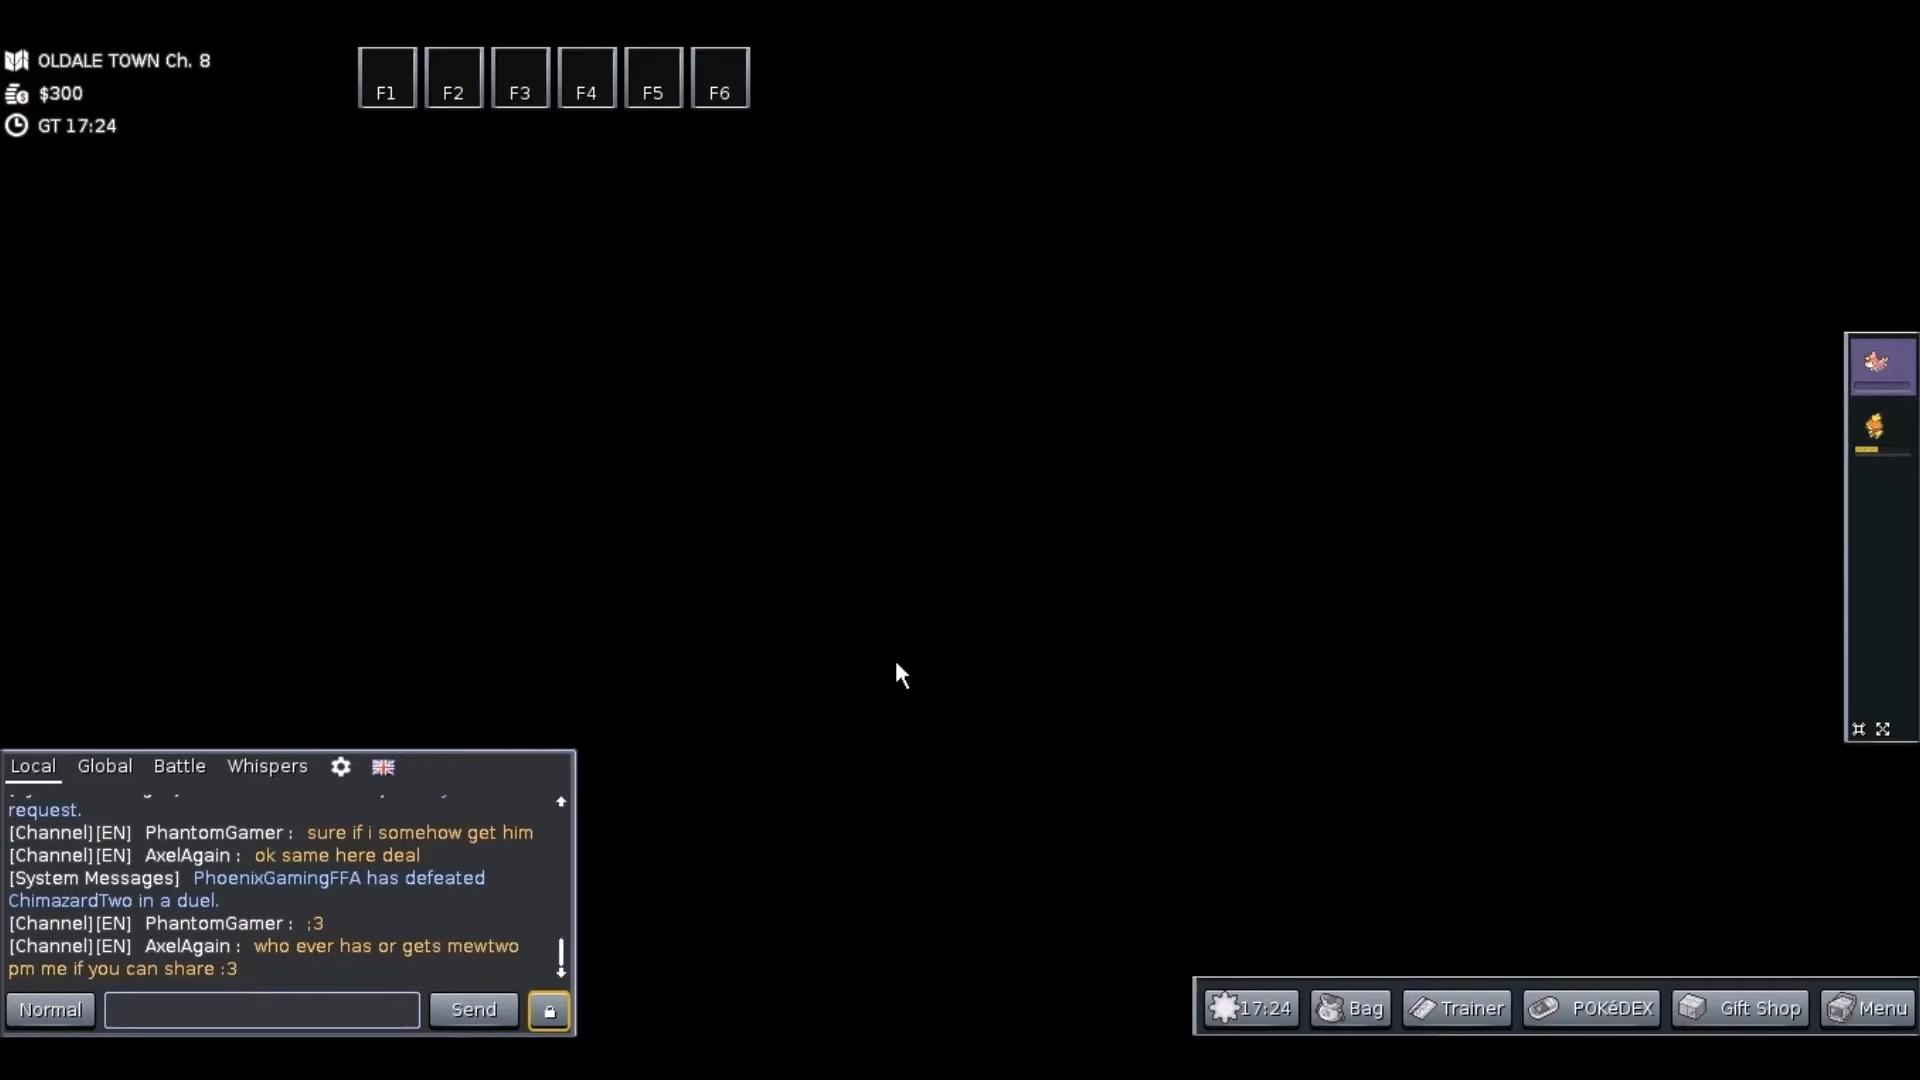 OLDALE TOWN Ch. 8
$300
GT 17:24
F1 F2 F3 F4 F5 F6
Local Global Battle Whispers
request.
[Channel][EN] PhantomGamer : sure if i somehow get him
[Channel][EN] AxelAgain : ok same here deal
[System Messages] PhoenixGamingFFA has defeated
ChimazardTwo in a duel.
[Channel][EN] PhantomGamer : ;3
[Channel][EN] AxelAgain : who ever has or gets mewtwo
pm me if you can share :3
Normal Send
17:24 Bag Trainer POKéDEX Gift Shop Menu